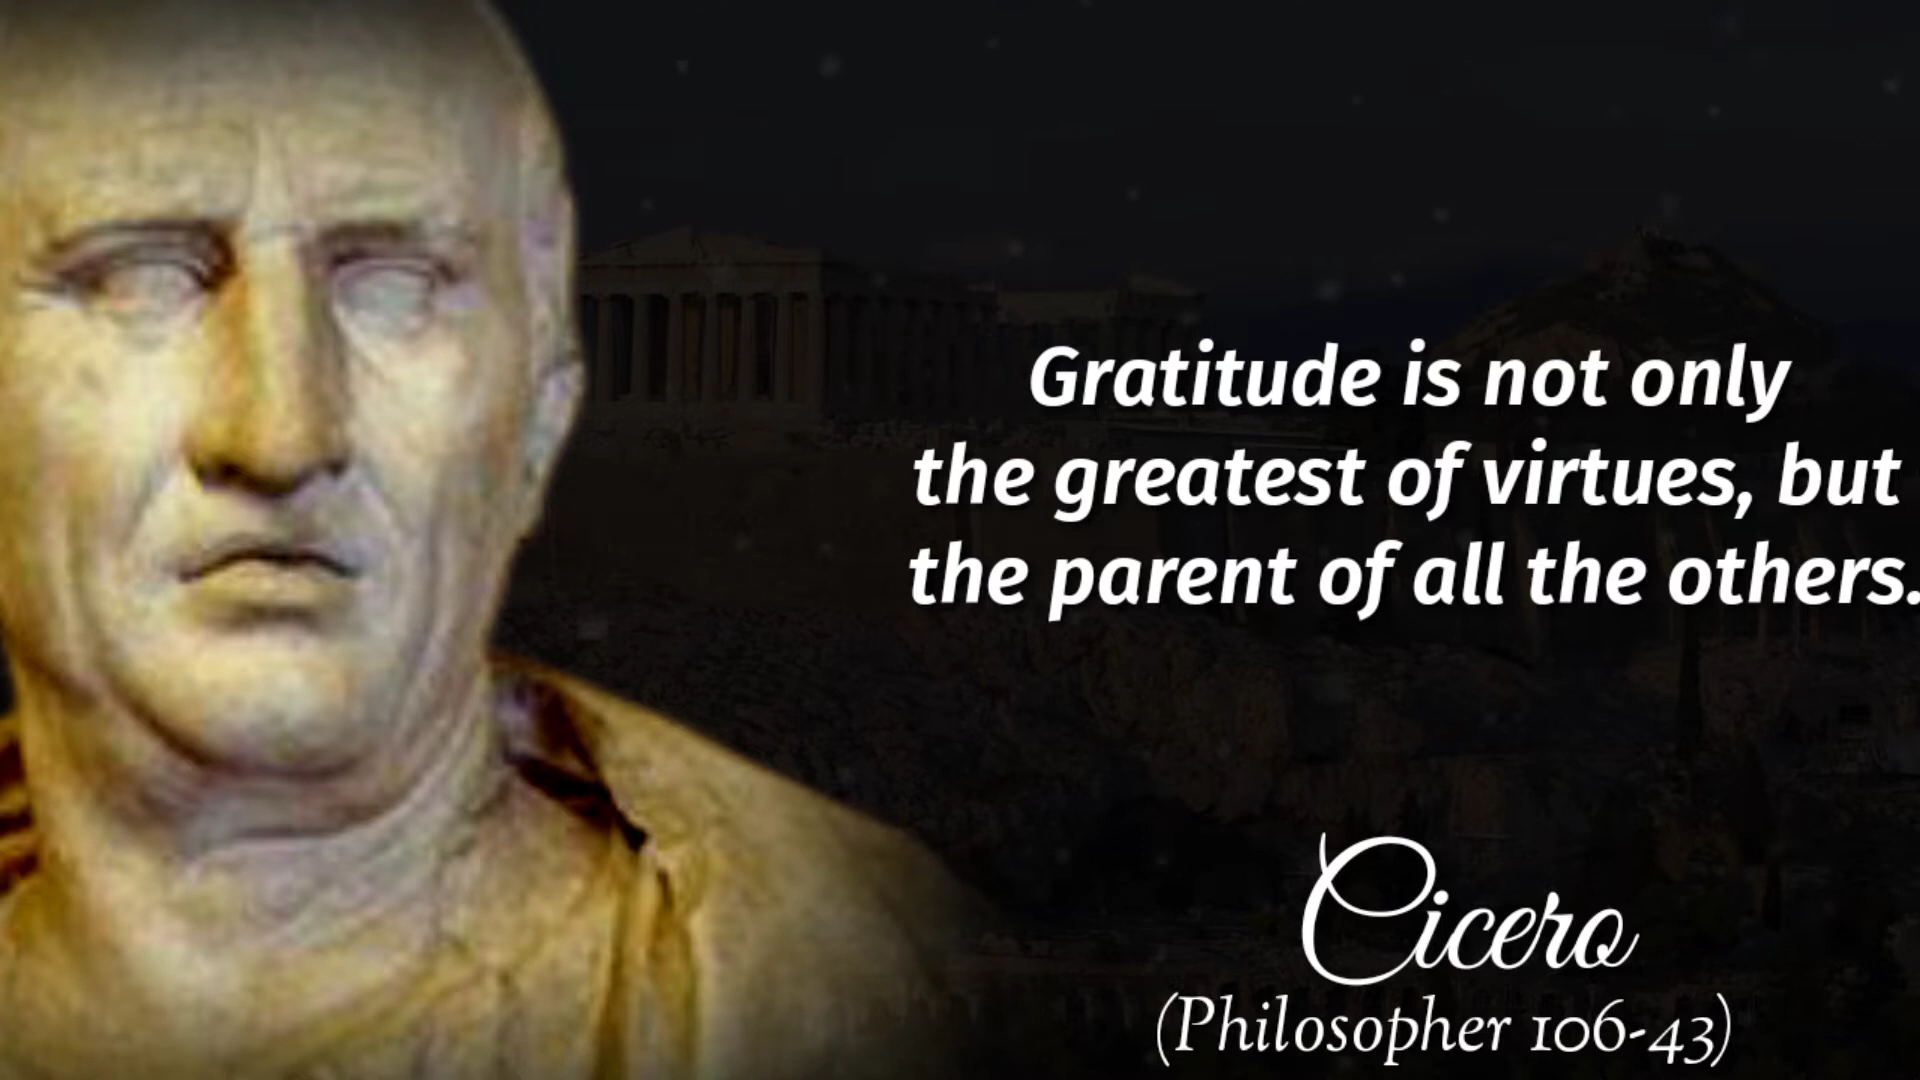 Gratitude is not only
the greatest of virtues, but
the parent of all the others.
Cicero
(Philosopher 106-43)